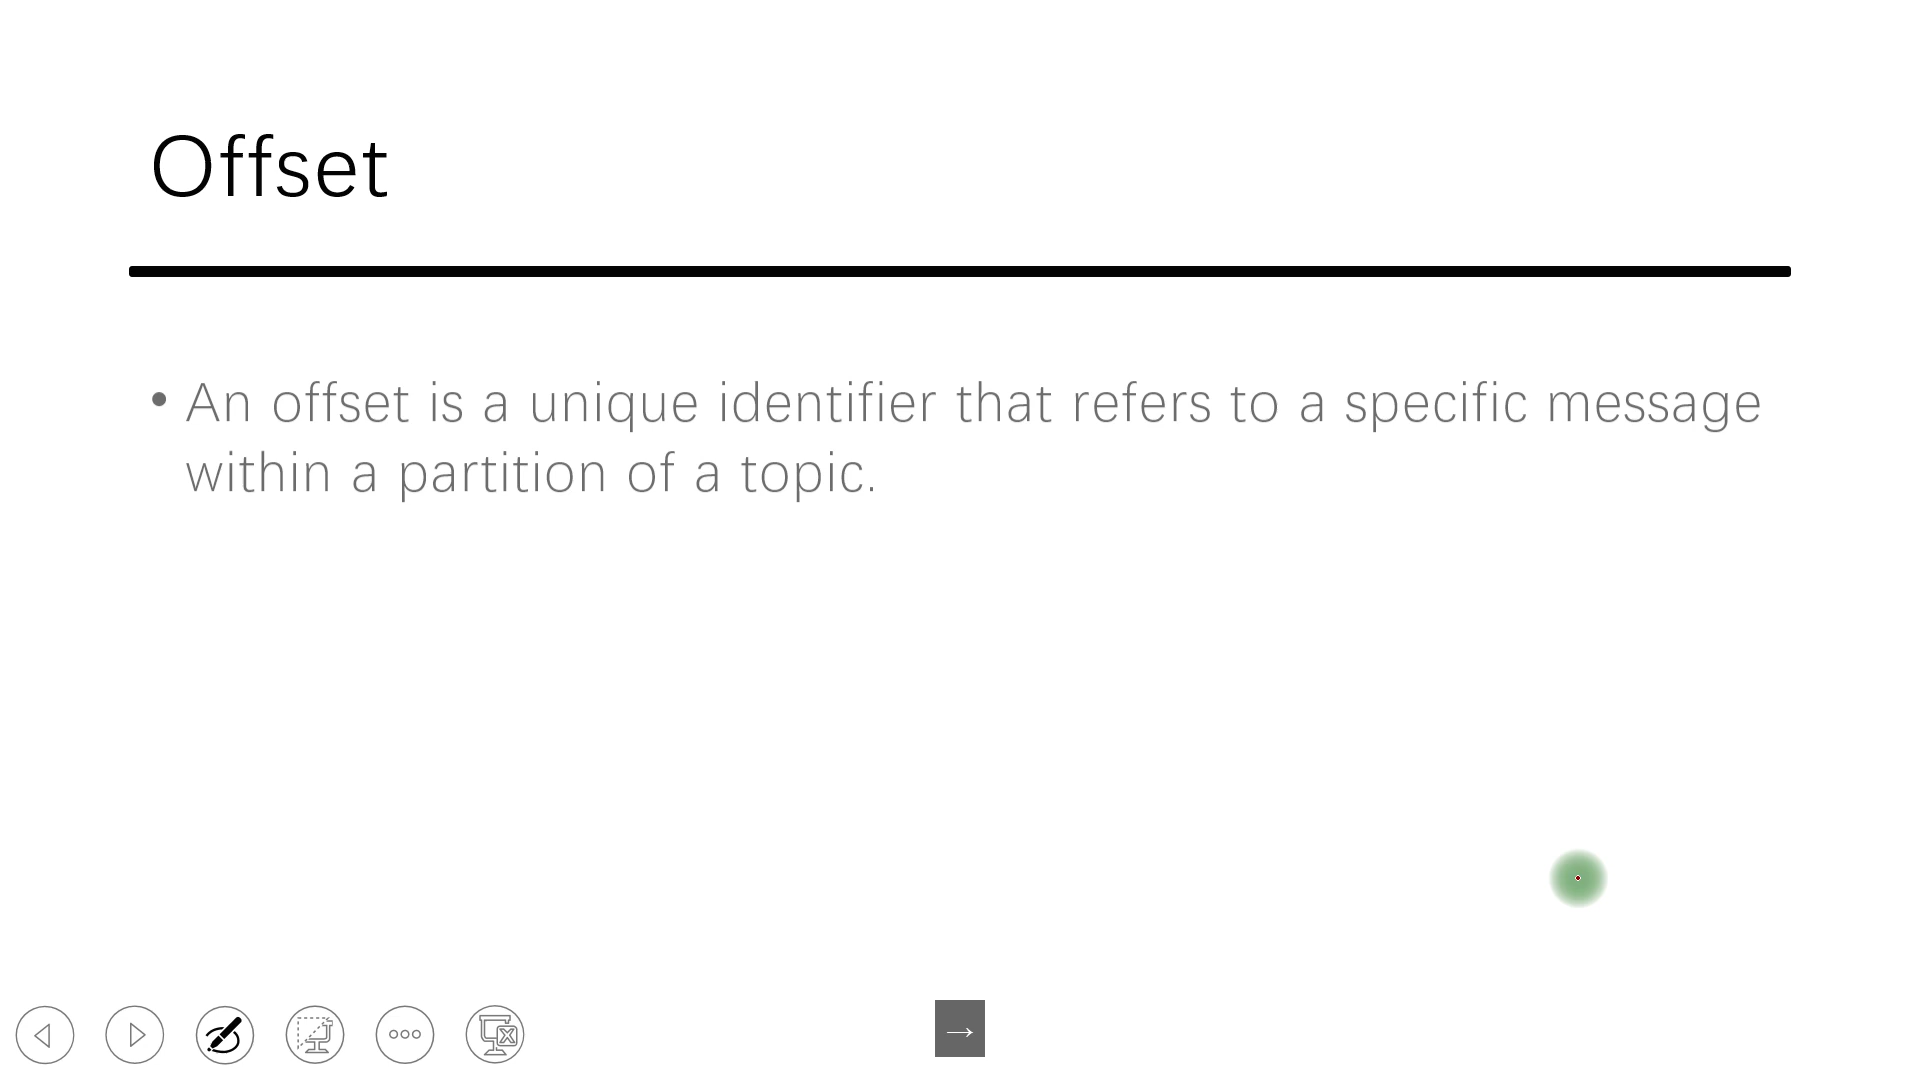 Offset
• An offset is a unique identifier that refers to a specific message
within a partition of a topic.
→